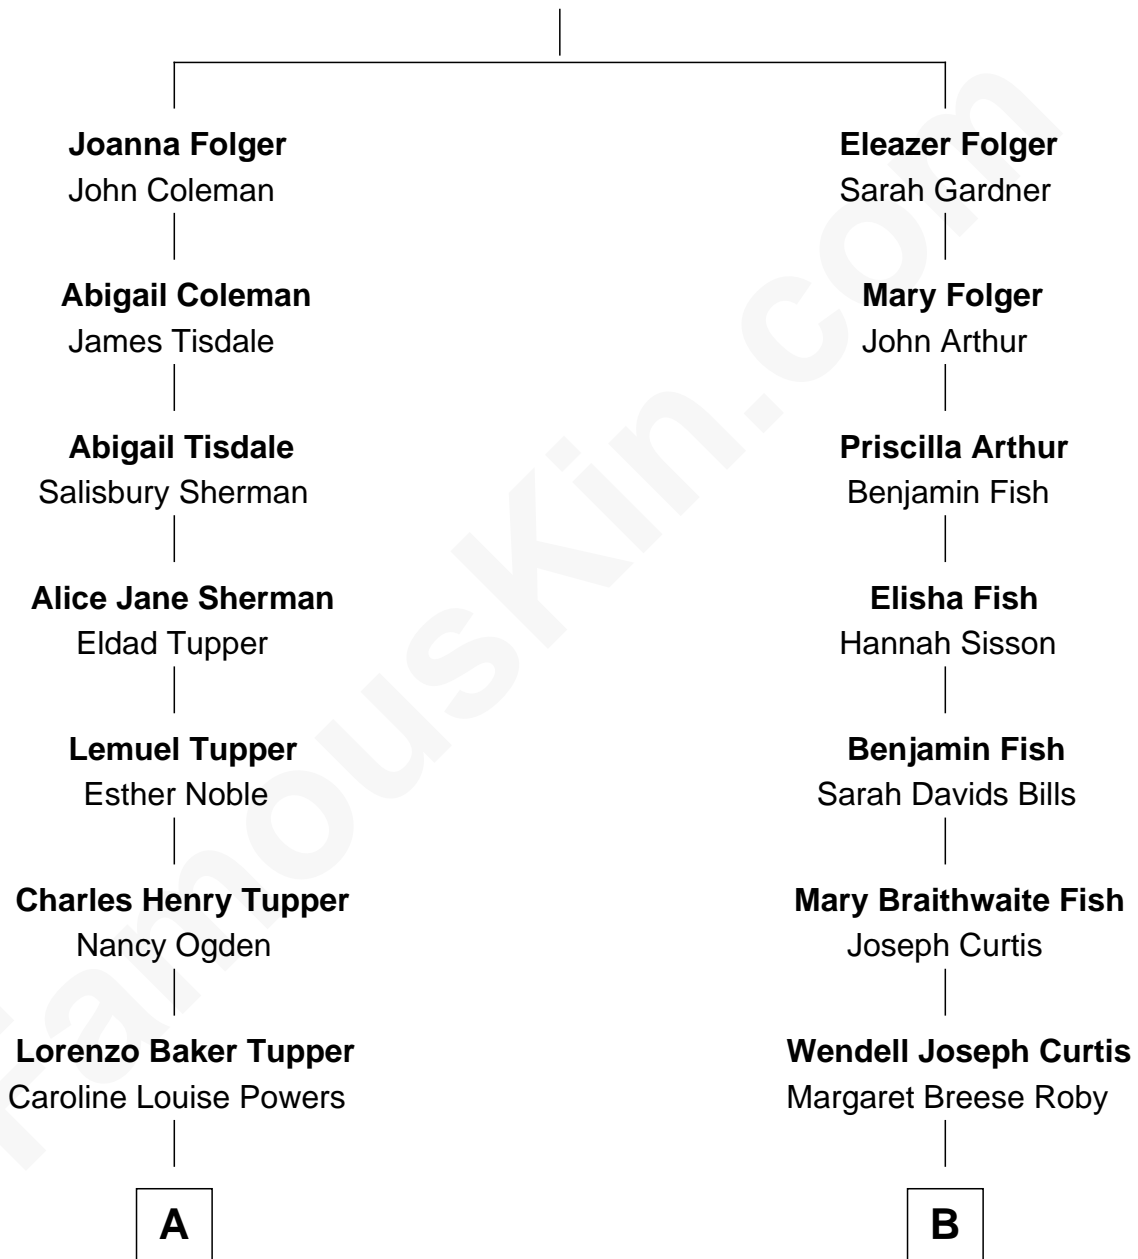 Joanna Folger
John Coleman
Abigail Coleman
James Tisdale
Abigail Tisdale
Salisbury Sherman
Alice Jane Sherman
Eldad Tupper
Lemuel Tupper
Esther Noble
Charles Henry Tupper
Nancy Ogden
Lorenzo Baker Tupper
Caroline Louise Powers
A
Eleazer Folger
Sarah Gardner
Mary Folger
John Arthur
Priscilla Arthur
Benjamin Fish
Elisha Fish
Hannah Sisson
Benjamin Fish
Sarah Davids Bills
Mary Braithwaite Fish
Joseph Curtis
Wendell Joseph Curtis
Margaret Breese Roby
B
FamousKin.com